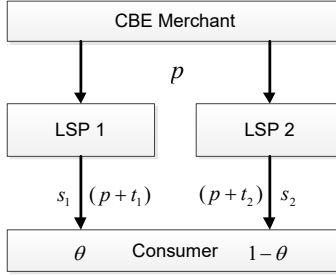 CBE Merchant
p
LSP 1 LSP 2
s₁ (p + t₁) (p + t₂) s₂
θ Consumer 1 − θ